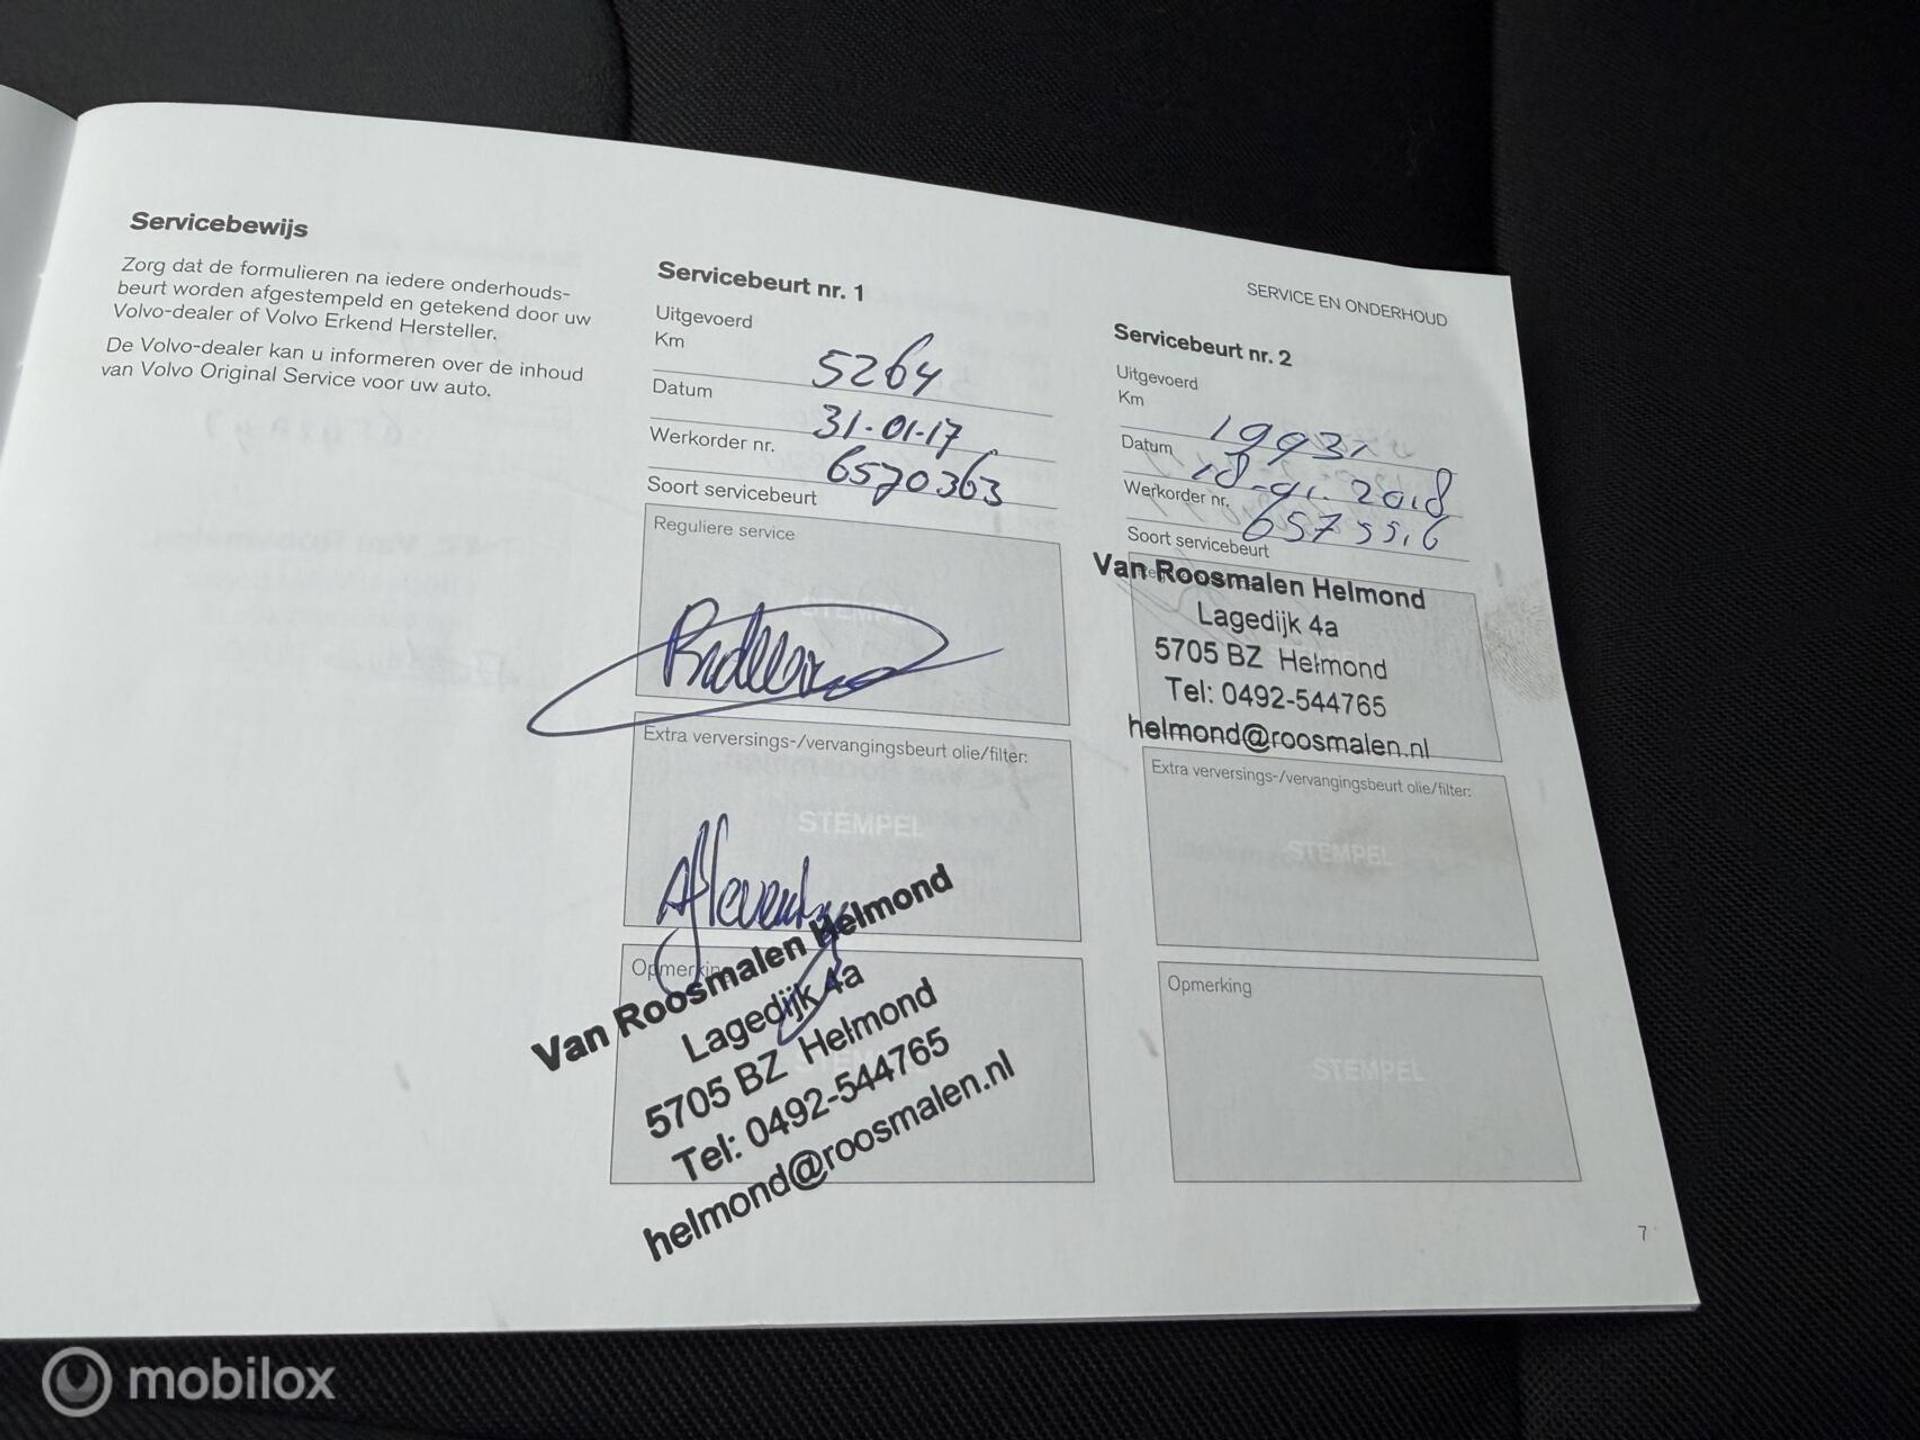 Servicebewijs
Zorg dat de formulieren na iedere onderhouds-
beurt worden afgestempeld en getekend door uw
Volvo-dealer of Volvo Erkend Hersteller.
De Volvo-dealer kan u informeren over de inhoud
van Volvo Original Service voor uw auto.
Servicebeurt nr. 1
Uitgevoerd
Km 5264
Datum 31-01-17
Werkorder nr. 6570363
Soort servicebeurt
Reguliere service
Extra verversings-/vervangingsbeurt olie/filter:
STEMPEL
Aflevering
Opmerking
Van Roosmalen Helmond
Lagedijk 4a
5705 BZ Helmond
Tel: 0492-544765
helmond@roosmalen.nl
SERVICE EN ONDERHOUD
Servicebeurt nr. 2
Uitgevoerd
Km
Datum
Werkorder nr.
Soort servicebeurt
Van Roosmalen Helmond
Lagedijk 4a
5705 BZ Helmond
Tel: 0492-544765
helmond@roosmalen.nl
Extra verversings-/vervangingsbeurt olie/filter:
STEMPEL
Opmerking
STEMPEL
7
mobilox